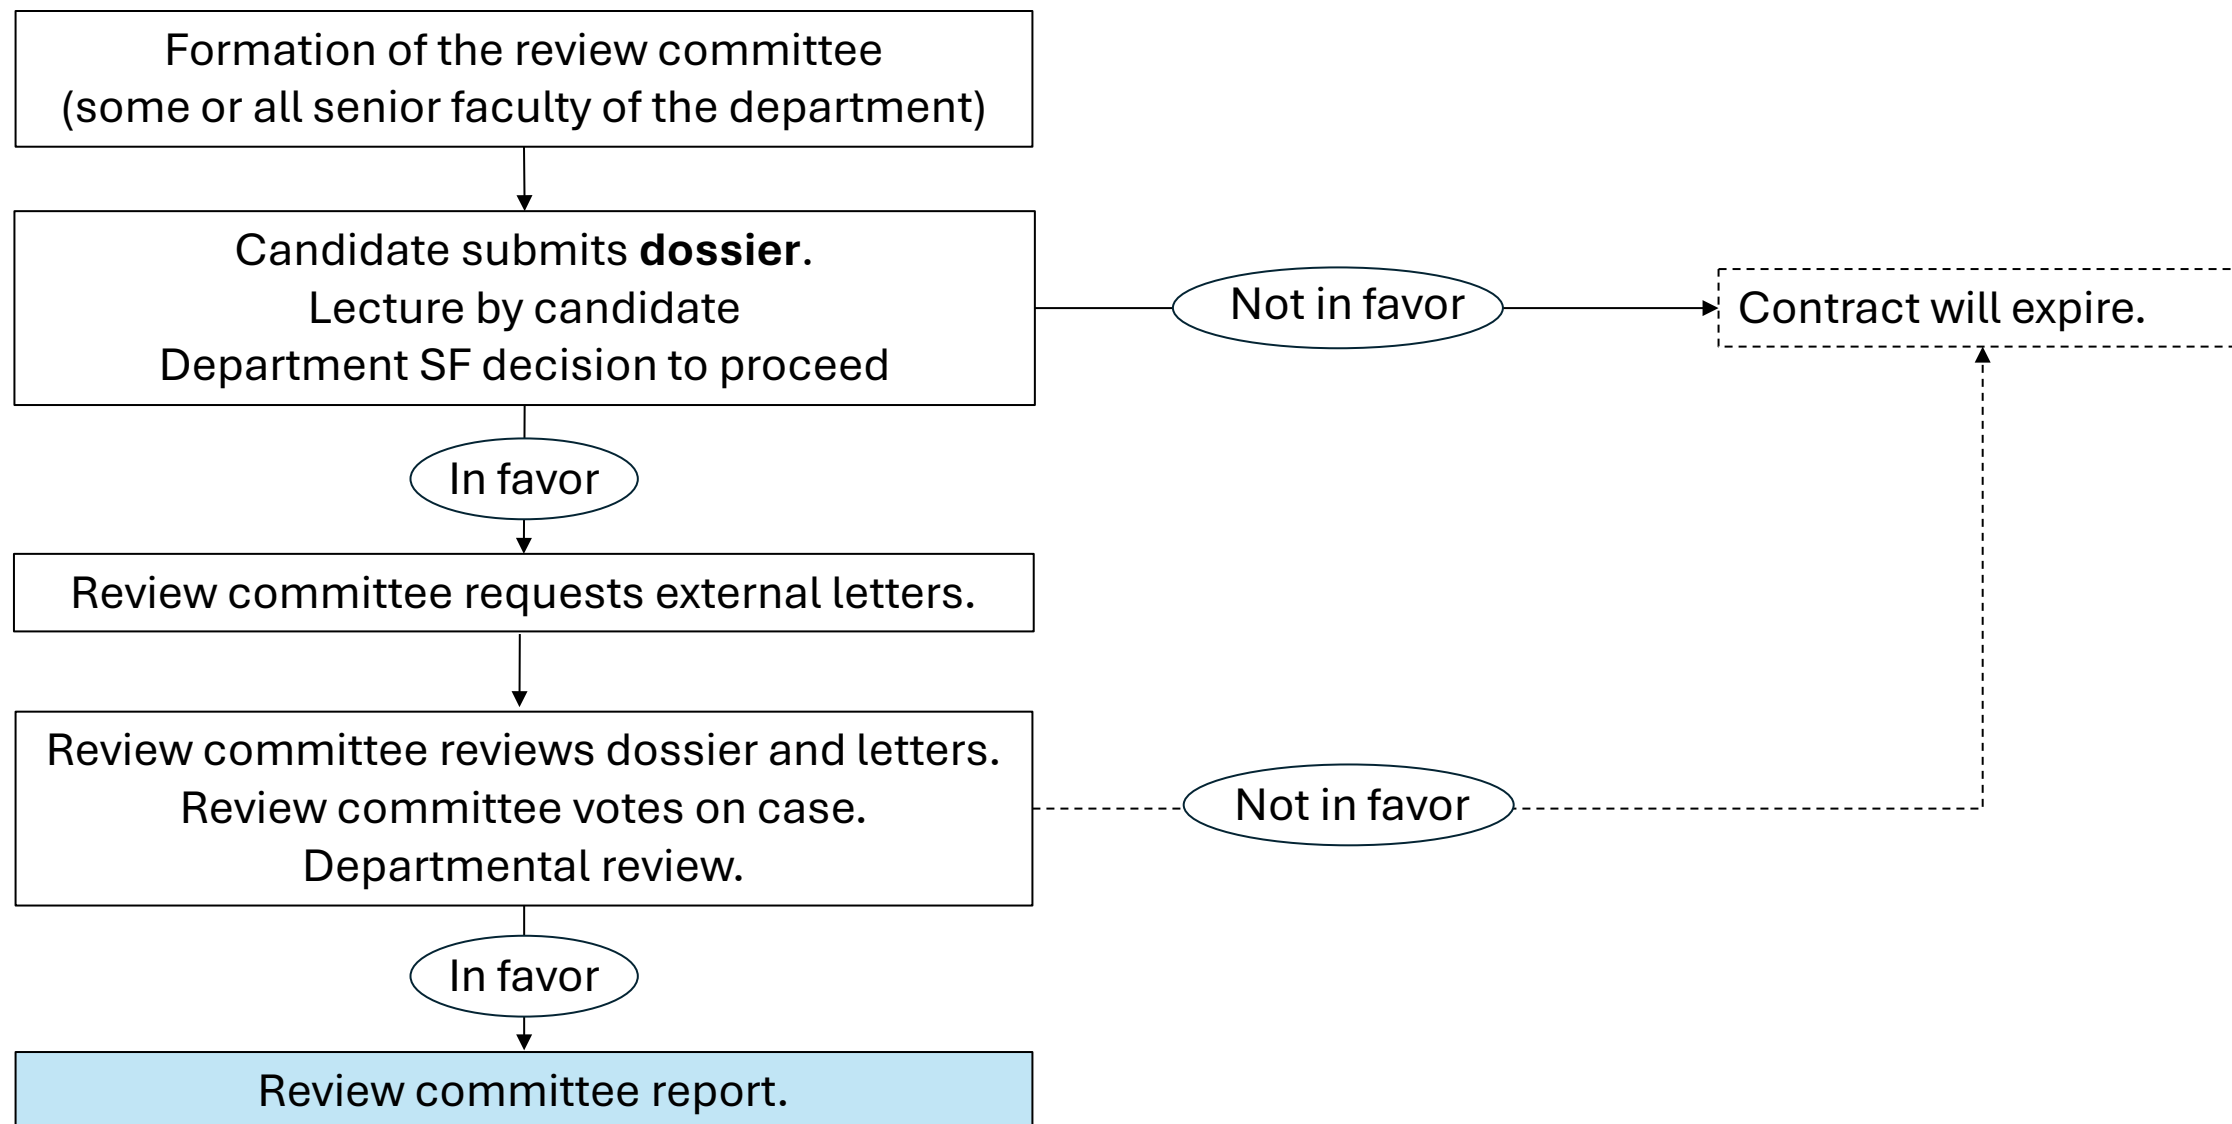 Formation of the review committee
(some or all senior faculty of the department)
Candidate submits dossier.
Lecture by candidate
Department SF decision to proceed
Not in favor
Contract will expire.
In favor
Review committee requests external letters.
Review committee reviews dossier and letters.
Review committee votes on case.
Departmental review.
Not in favor
In favor
Review committee report.